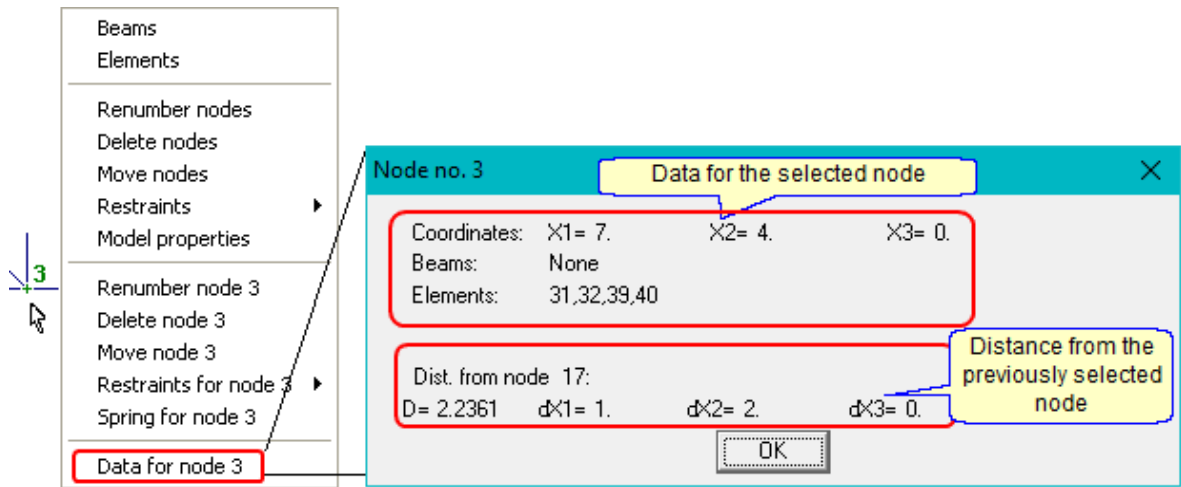 Beams
Elements
Renumber nodes
Delete nodes
Move nodes
Restraints
Model properties
3
Renumber node 3
Delete node 3
Move node 3
Restraints for node 3
Spring for node 3
Data for node 3
Node no. 3
Data for the selected node
Coordinates: X1= 7. X2= 4. X3= 0.
Beams: None
Elements: 31,32,39,40
Distance from the
previously selected
node
Dist. from node 17:
D= 2.2361 dX1= 1. dX2= 2. dX3= 0.
OK